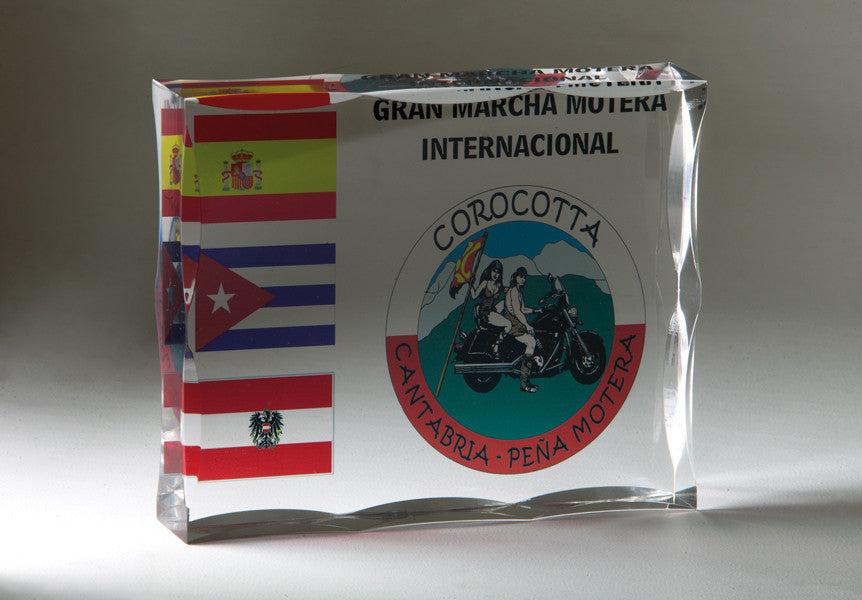 GRAN MARCHA MOTERA
INTERNACIONAL
COROCOTTA
CANTABRIA - PEÑA MOTERA